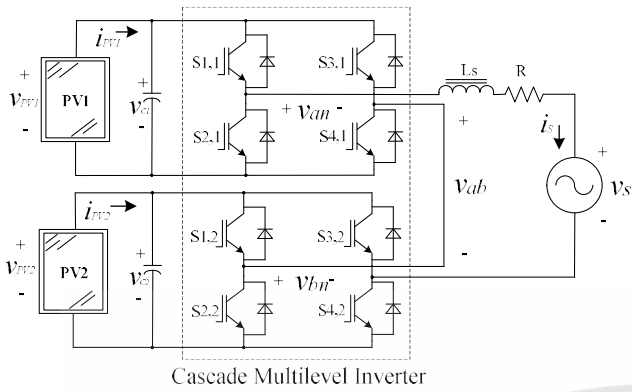 i_PV1
S1,1
S3,1
+
v_PV1
-
PV1
+
v_C1
-
+ v_an -
Ls
R
S2,1
S4,1
+
v_ab
-
i_S
+
v_s
-
i_PV2
S1,2
S3,2
+
v_PV2
-
PV2
+
v_C2
-
+ v_bn -
S2,2
S4,2
Cascade Multilevel Inverter